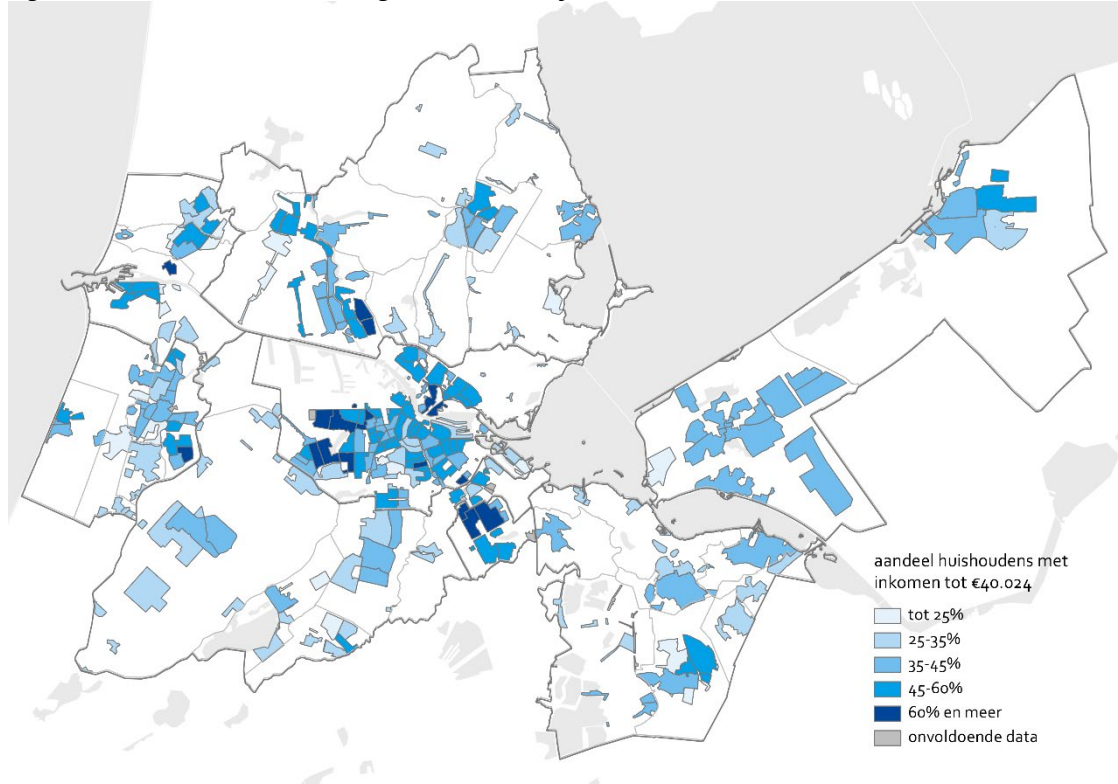 aandeel huishoudens met
inkomen tot €40.024
tot 25%
25-35%
35-45%
45-60%
60% en meer
onvoldoende data